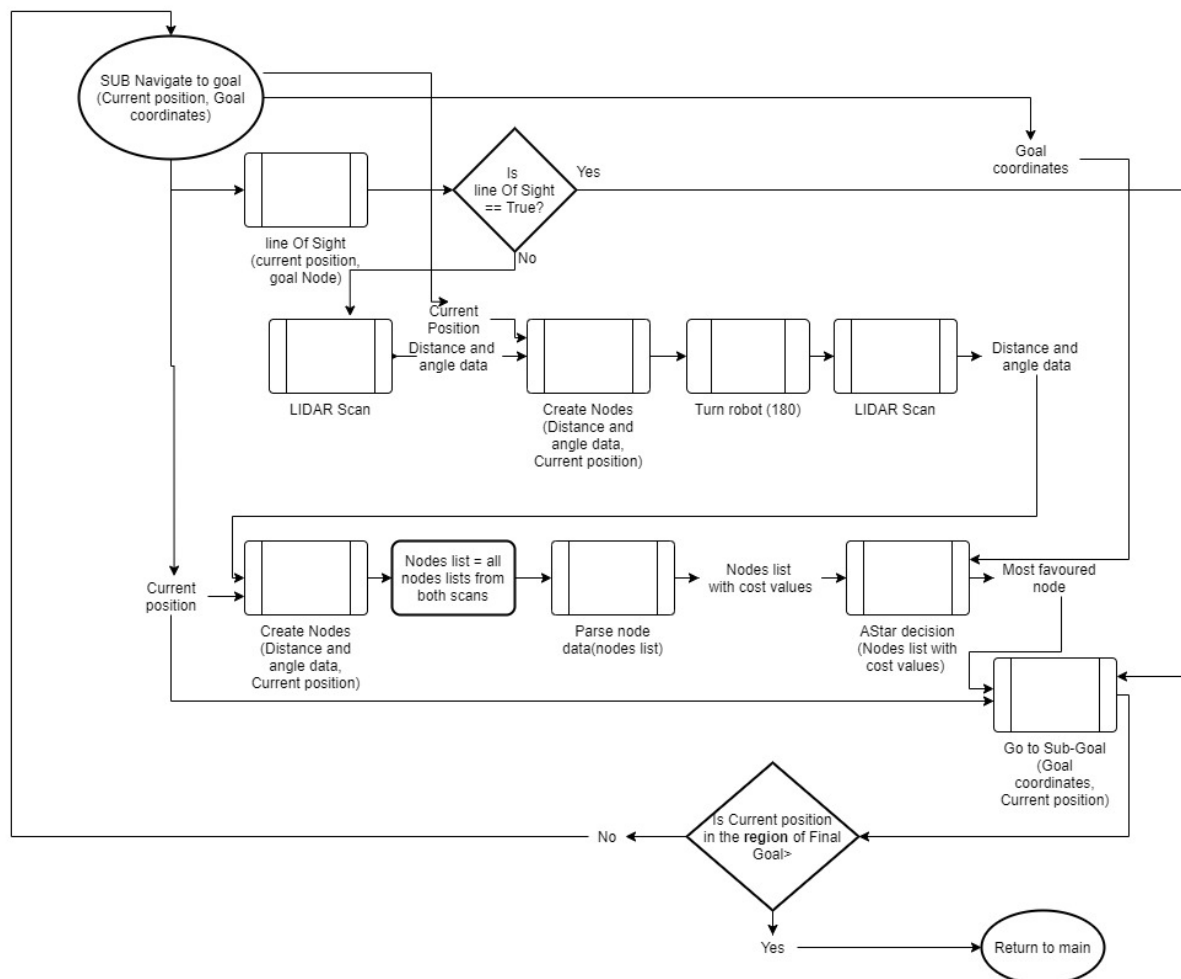 SUB Navigate to goal
(Current position, Goal
coordinates)
Is
line Of Sight
== True?
Yes
Goal
coordinates
line Of Sight
(current position,
goal Node)
No
Current
Position
Distance and
angle data
Distance and
angle data
LIDAR Scan
Create Nodes
(Distance and
angle data,
Current position)
Turn robot (180)
LIDAR Scan
Current
position
Nodes list = all
nodes lists from
both scans
Nodes list
with cost values
Most favoured
node
Create Nodes
(Distance and
angle data,
Current position)
Parse node
data(nodes list)
AStar decision
(Nodes list with
cost values)
Go to Sub-Goal
(Goal
coordinates,
Current position)
Is Current position
in the region of Final
Goal>
No
Yes
Return to main